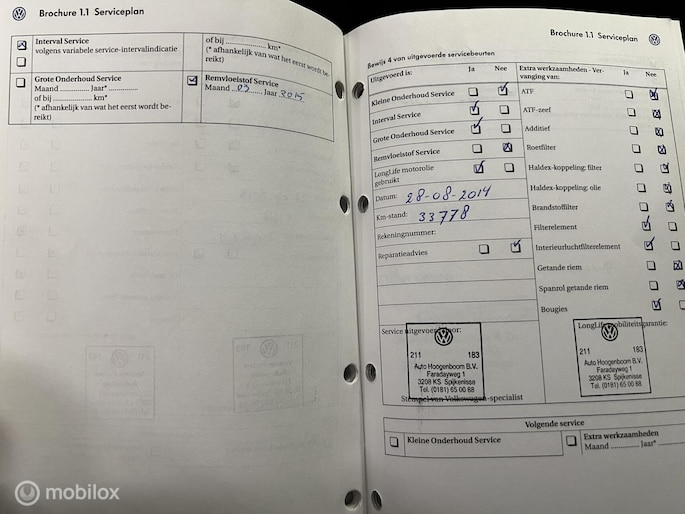 Brochure 1.1 Serviceplan
Interval Service
volgens variabele service-intervalindicatie
of bij ..................... km*
(* afhankelijk van wat het eerst wordt be-
reikt)
Grote Onderhoud Service
Maand ............. Jaar*............
of bij ..................... km*
(* afhankelijk van wat het eerst wordt be-
reikt)
Remvloeistof Service
Maand ..03.......... Jaar 2015
Brochure 1.1 Serviceplan
Bewijs 4 van uitgevoerde servicebeurten
Uitgevoerd is: Ja Nee
Kleine Onderhoud Service
Interval Service
Grote Onderhoud Service
Remvloeistof Service
LongLife motorolie
gebruikt
Datum: 28-08-2014
Km-stand: 33778
Rekeningnummer:
Reparatieadvies
Extra werkzaamheden - Ver-
vanging van: Ja Nee
ATF
ATF-zeef
Additief
Roetfilter
Haldex-koppeling: filter
Haldex-koppeling: olie
Brandstoffilter
Filterelement
Interieurluchtfilterelement
Getande riem
Spanrol getande riem
Bougies
Service uitgevoerd door:
211 183
Auto Hoogenboom B.V.
Faradayweg 1
3208 KS Spijkenisse
Tel. (0181) 65 00 88
Stempel van Volkswagen-specialist
LongLife mobiliteitsgarantie:
211 183
Auto Hoogenboom B.V.
Faradayweg 1
3208 KS Spijkenisse
Tel. (0181) 65 00 88
Volgende service
Kleine Onderhoud Service
Extra werkzaamheden
Maand ............ Jaar*
mobilox